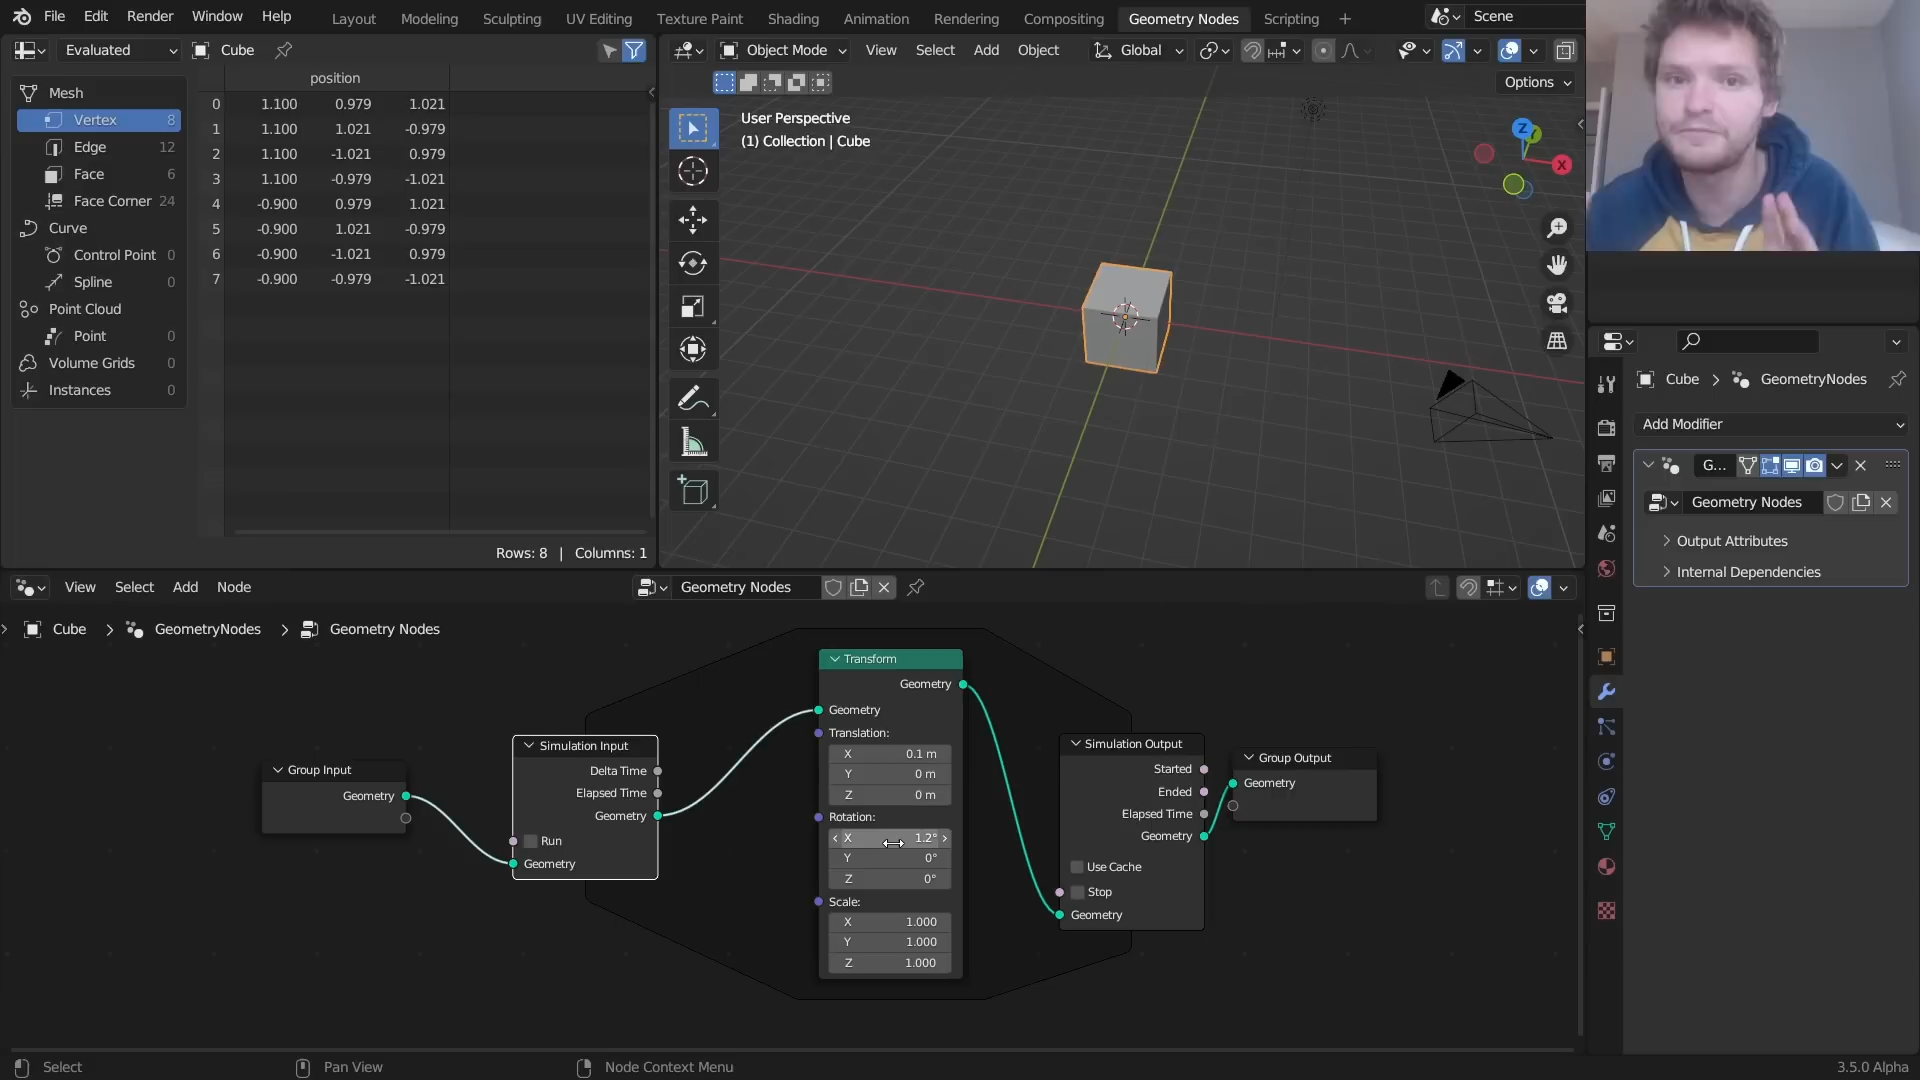 File Edit Render Window Help
Layout Modeling Sculpting UV Editing Texture Paint Shading Animation Rendering Compositing Geometry Nodes Scripting
Scene
Evaluated Cube
Object Mode View Select Add Object Global
Options
position
0 1.100 0.979 1.021
1 1.100 1.021 -0.979
2 1.100 -1.021 0.979
3 1.100 -0.979 -1.021
4 -0.900 0.979 1.021
5 -0.900 1.021 -0.979
6 -0.900 -1.021 0.979
7 -0.900 -0.979 -1.021
Mesh
Vertex 8
Edge 12
Face 6
Face Corner 24
Curve
Control Point 0
Spline 0
Point Cloud
Point 0
Volume Grids 0
Instances 0
Rows: 8 | Columns: 1
User Perspective
(1) Collection | Cube
Z
X
Cube > GeometryNodes
Add Modifier
G...
Geometry Nodes
Output Attributes
Internal Dependencies
View Select Add Node
Geometry Nodes
Cube > GeometryNodes > Geometry Nodes
Group Input
Geometry
Simulation Input
Delta Time
Elapsed Time
Geometry
Run
Geometry
Transform
Geometry
Geometry
Translation:
X 0.1 m
Y 0 m
Z 0 m
Rotation:
X 1.2°
Y 0°
Z 0°
Scale:
X 1.000
Y 1.000
Z 1.000
Simulation Output
Started
Ended
Elapsed Time
Geometry
Use Cache
Stop
Geometry
Group Output
Geometry
Select
Pan View
Node Context Menu
3.5.0 Alpha